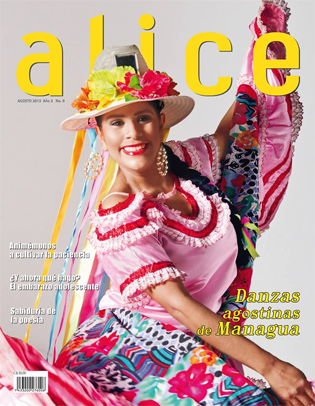 alice
AGOSTO 2013 Año 2 No. 8
Animémonos
a cultivar la paciencia
¿Y ahora qué hago?
El embarazo adolescente
Sabiduría de
la poesía
Danzas
agostinas
de Managua